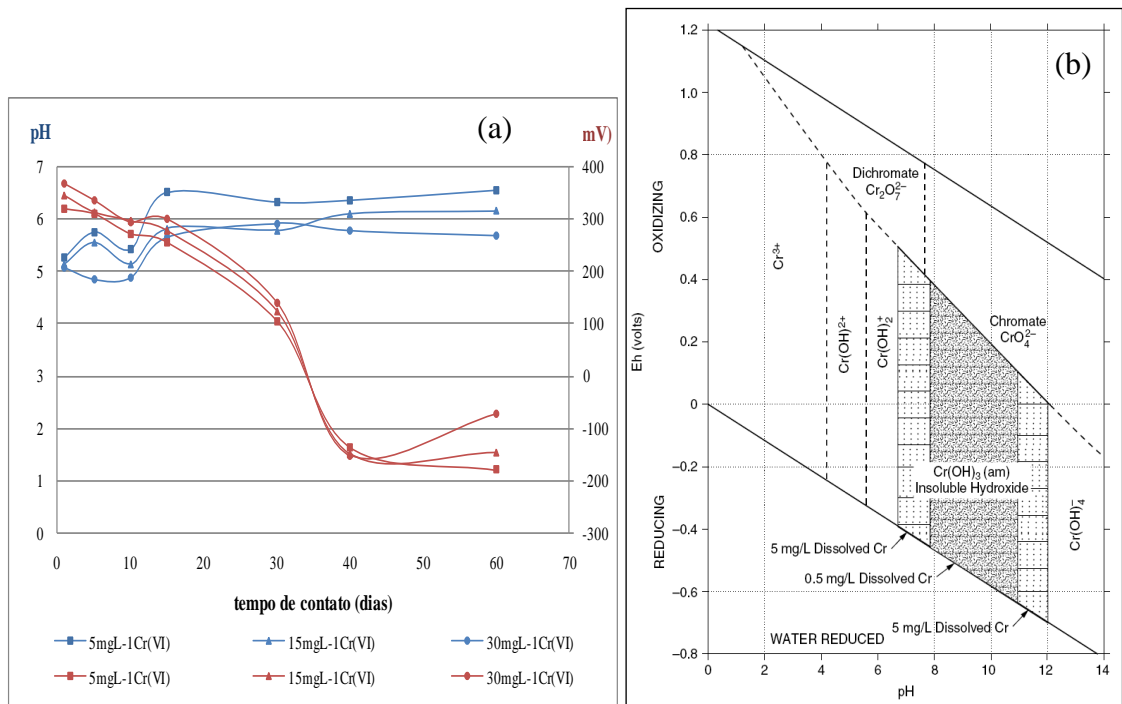 pH
(a)
mV)
7
6
5
4
3
2
1
0
400
300
200
100
0
-100
-200
-300
0
10
20
30
40
50
60
70
tempo de contato (dias)
5mgL-1Cr(VI)
15mgL-1Cr(VI)
30mgL-1Cr(VI)
5mgL-1Cr(VI)
15mgL-1Cr(VI)
30mgL-1Cr(VI)
(b)
1.2
1.0
0.8
0.6
0.4
0.2
0
–0.2
–0.4
–0.6
–0.8
OXIDIZING
Eh (volts)
REDUCING
Dichromate
Cr₂O₇²⁻
Cr³⁺
Cr(OH)²⁺
Cr(OH)₂⁺
Chromate
CrO₄²⁻
Cr(OH)₃ (am)
Insoluble Hydroxide
Cr(OH)₄⁻
5 mg/L Dissolved Cr
0.5 mg/L Dissolved Cr
5 mg/L Dissolved Cr
WATER REDUCED
0
2
4
6
8
10
12
14
pH